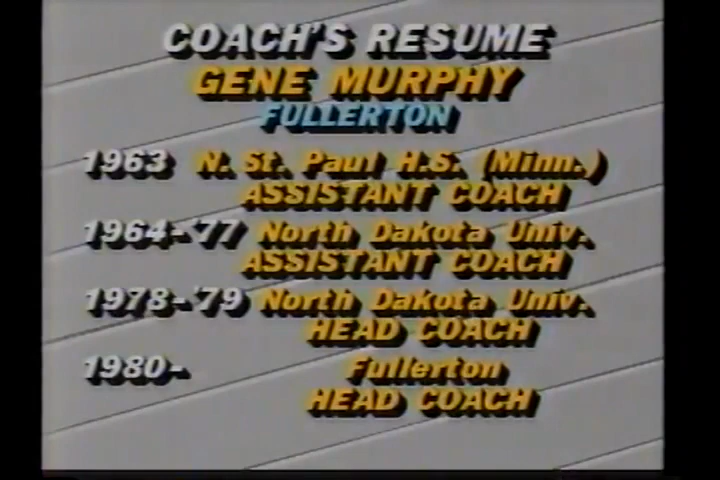 COACH'S RESUME
GENE MURPHY
FULLERTON
1963 N. St. Paul H.S. (Minn.)
ASSISTANT COACH
1964-'77 North Dakota Univ.
ASSISTANT COACH
1978-'79 North Dakota Univ.
HEAD COACH
1980- Fullerton
HEAD COACH